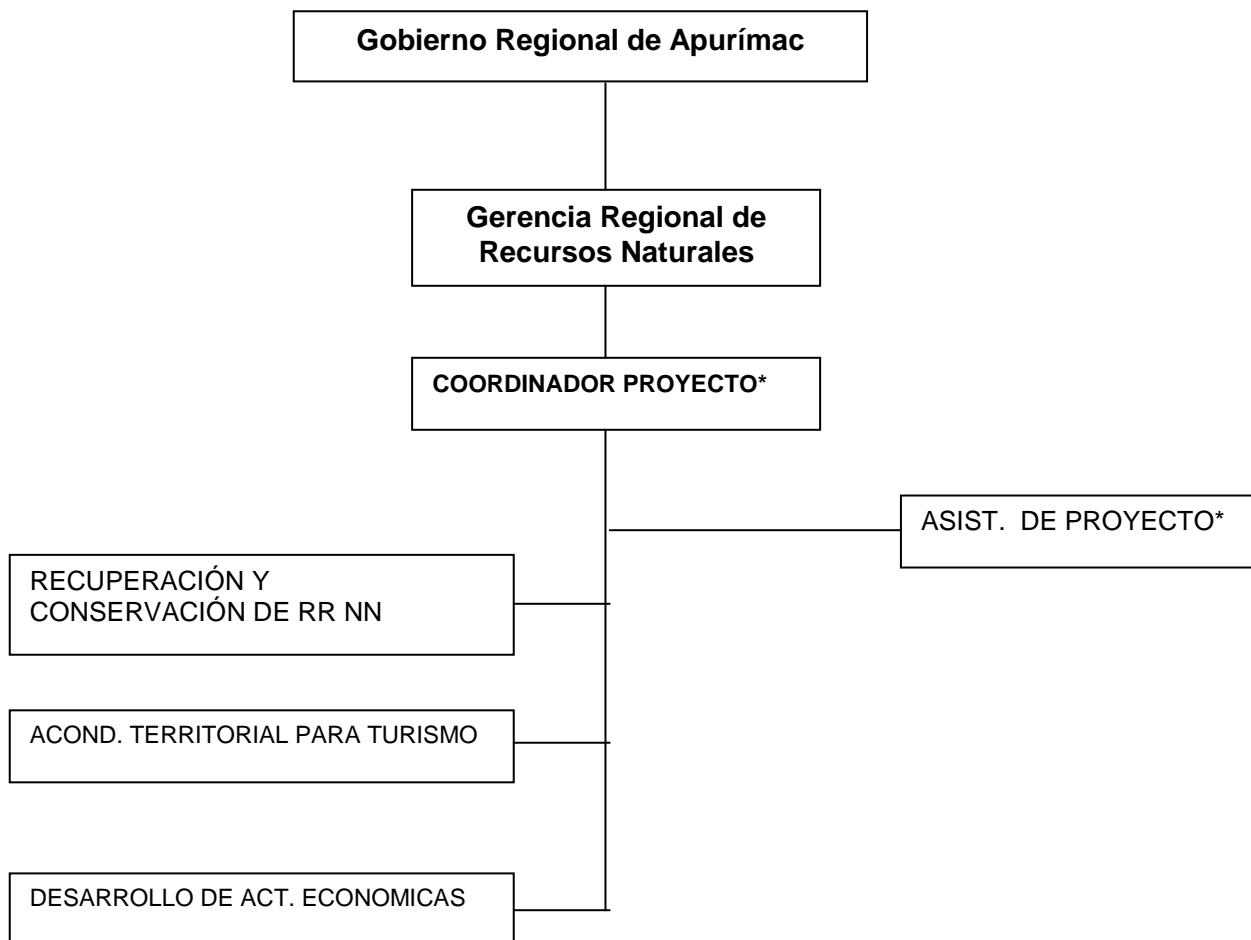 Gobierno Regional de Apurímac
Gerencia Regional de
Recursos Naturales
COORDINADOR PROYECTO*
ASIST. DE PROYECTO*
RECUPERACIÓN Y
CONSERVACIÓN DE RR NN
ACOND. TERRITORIAL PARA TURISMO
DESARROLLO DE ACT. ECONOMICAS